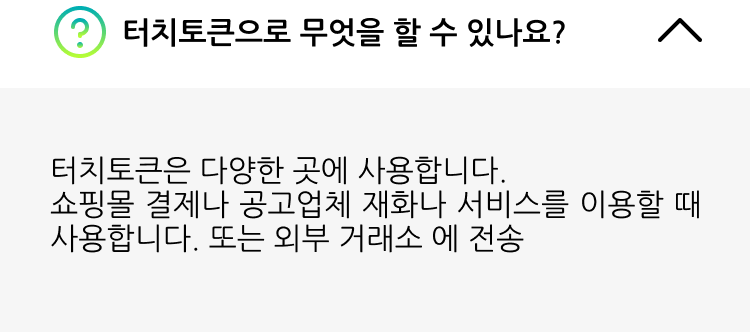 터치토큰으로 무엇을 할 수 있나요?
터치토큰은 다양한 곳에 사용합니다.
쇼핑몰 결제나 공고업체 재화나 서비스를 이용할 때
사용합니다. 또는 외부 거래소 에 전송